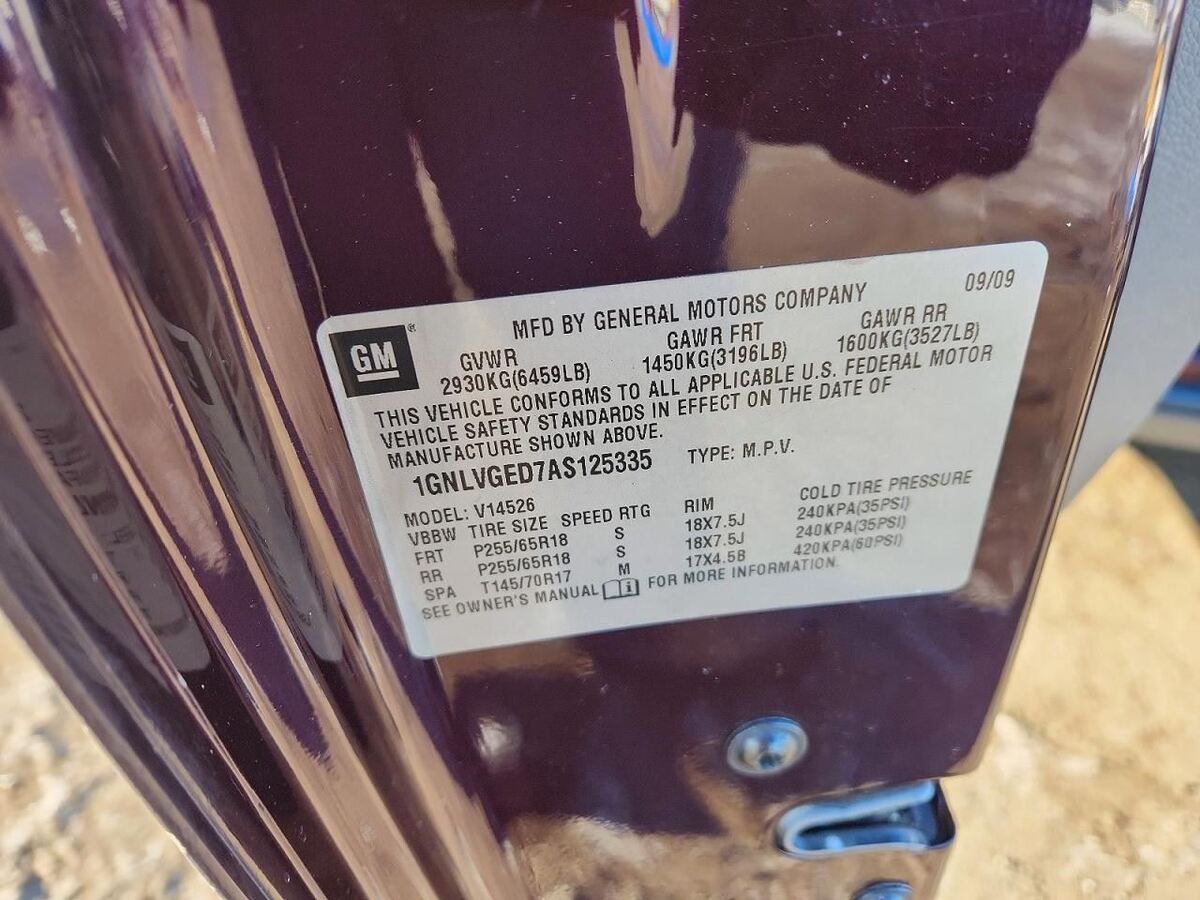 09/09
MFD BY GENERAL MOTORS COMPANY
GM®
GVWR GAWR FRT GAWR RR
2930KG(6459LB) 1450KG(3196LB) 1600KG(3527LB)
THIS VEHICLE CONFORMS TO ALL APPLICABLE U.S. FEDERAL MOTOR
VEHICLE SAFETY STANDARDS IN EFFECT ON THE DATE OF
MANUFACTURE SHOWN ABOVE.
1GNLVGED7AS125335 TYPE: M.P.V.
MODEL: V14526
VBBW TIRE SIZE SPEED RTG RIM COLD TIRE PRESSURE
FRT P255/65R18 S 18X7.5J 240KPA(35PSI)
RR P255/65R18 S 18X7.5J 240KPA(35PSI)
SPA T145/70R17 M 17X4.5B 420KPA(60PSI)
SEE OWNER'S MANUAL FOR MORE INFORMATION.